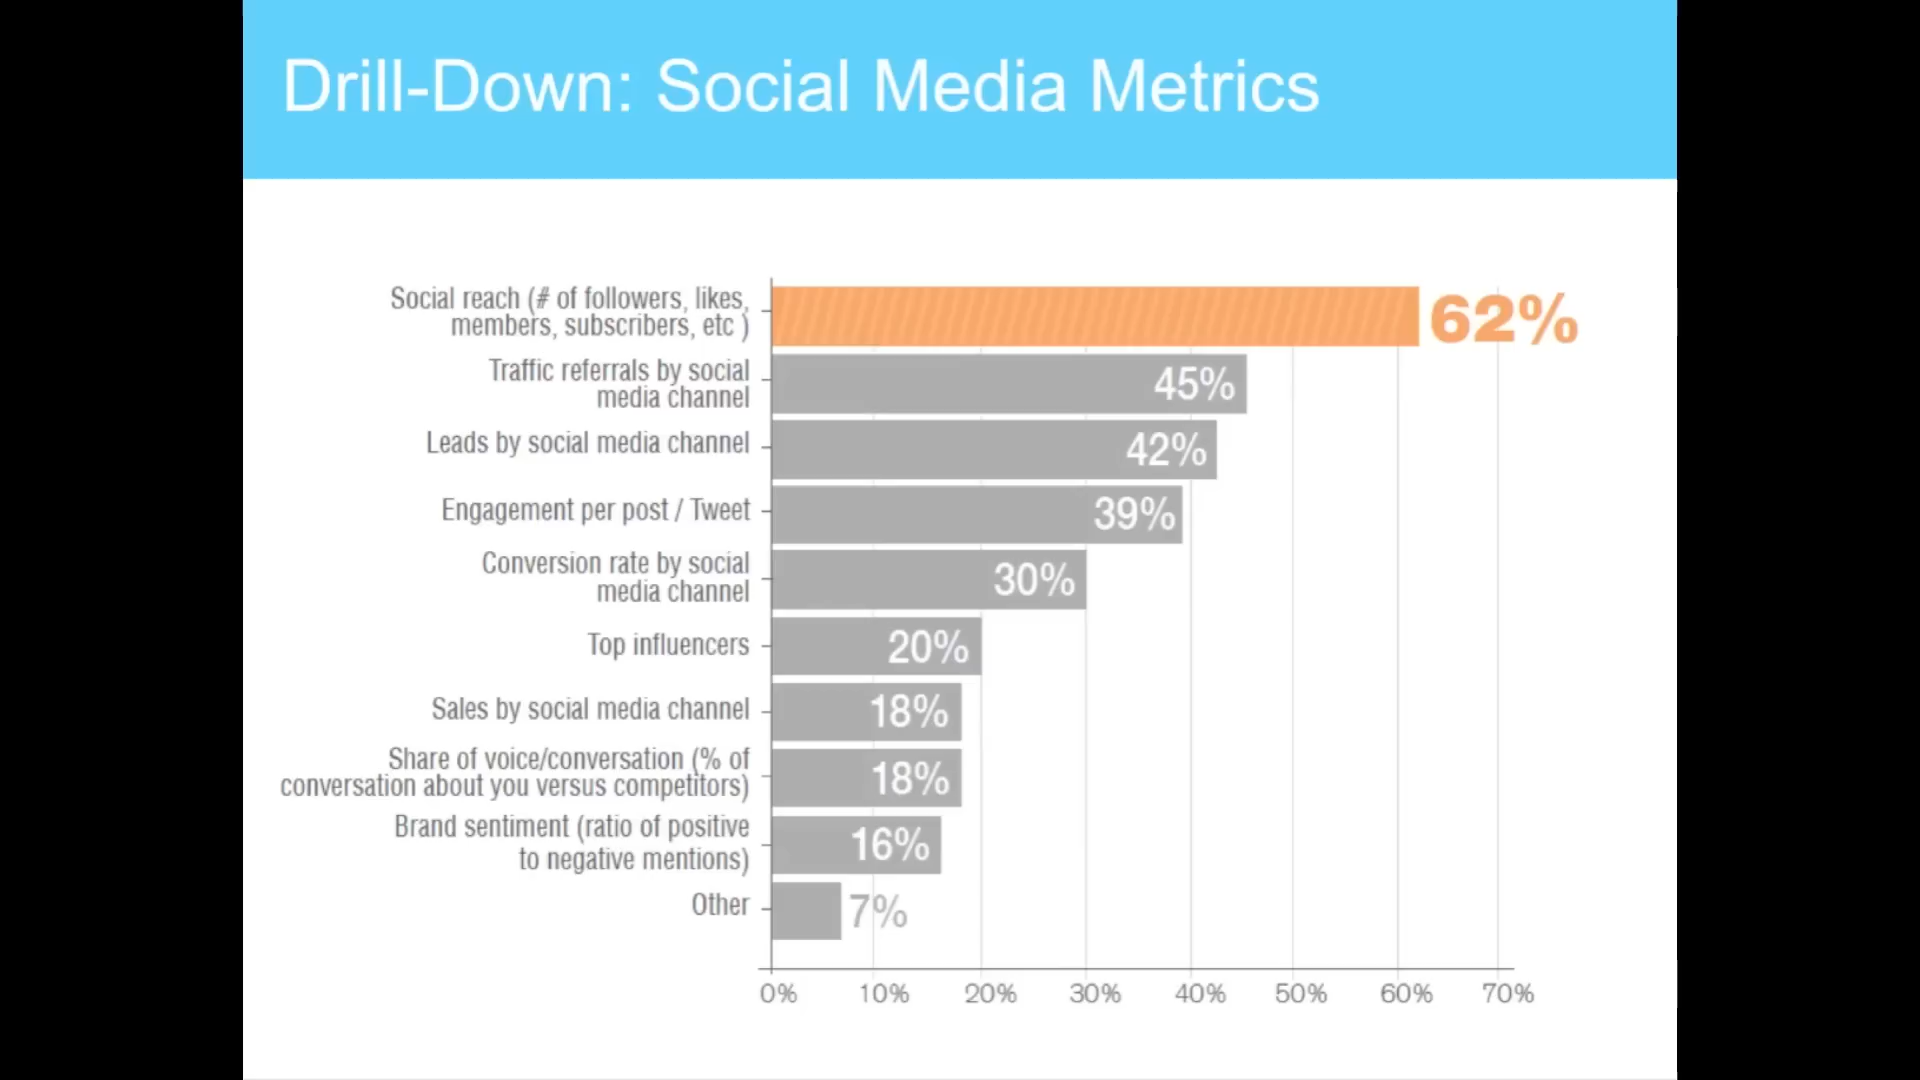 Drill-Down: Social Media Metrics
Social reach (# of followers, likes,
members, subscribers, etc )
62%
Traffic referrals by social
media channel
45%
Leads by social media channel
42%
Engagement per post / Tweet
39%
Conversion rate by social
media channel
30%
Top influencers
20%
Sales by social media channel
18%
Share of voice/conversation (% of
conversation about you versus competitors)
18%
Brand sentiment (ratio of positive
to negative mentions)
16%
Other
7%
0% 10% 20% 30% 40% 50% 60% 70%